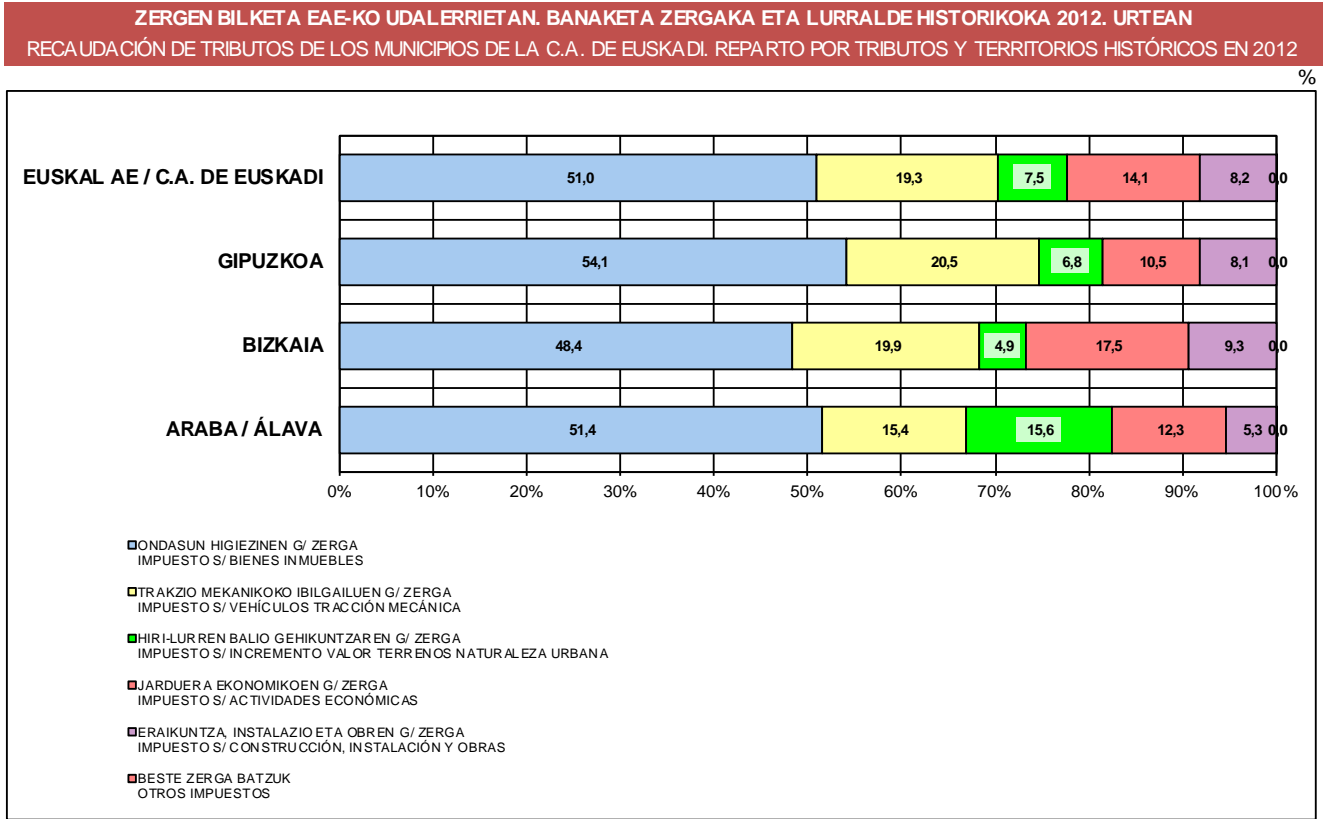 ZERGEN BILKETA EAE-KO UDALERRIETAN. BANAKETA ZERGAKA ETA LURRALDE HISTORIKOKA 2012. URTEAN
RECAUDACIÓN DE TRIBUTOS DE LOS MUNICIPIOS DE LA C.A. DE EUSKADI. REPARTO POR TRIBUTOS Y TERRITORIOS HISTÓRICOS EN 2012
%
EUSKAL AE / C.A. DE EUSKADI 51,0 19,3 7,5 14,1 8,2 0,0
GIPUZKOA 54,1 20,5 6,8 10,5 8,1 0,0
BIZKAIA 48,4 19,9 4,9 17,5 9,3 0,0
ARABA / ÁLAVA 51,4 15,4 15,6 12,3 5,3 0,0
0% 10% 20% 30% 40% 50% 60% 70% 80% 90% 100%
ONDASUN HIGIEZINEN G/ ZERGA
IMPUESTO S/ BIENES INMUEBLES
TRAKZIO MEKANIKOKO IBILGAILUEN G/ ZERGA
IMPUESTO S/ VEHÍCULOS TRACCIÓN MECÁNICA
HIRI-LURREN BALIO GEHIKUNTZAREN G/ ZERGA
IMPUESTO S/ INCREMENTO VALOR TERRENOS NATURALEZA URBANA
JARDUERA EKONOMIKOEN G/ ZERGA
IMPUESTO S/ ACTIVIDADES ECONÓMICAS
ERAIKUNTZA, INSTALAZIO ETA OBREN G/ ZERGA
IMPUESTO S/ CONSTRUCCIÓN, INSTALACIÓN Y OBRAS
BESTE ZERGA BATZUK
OTROS IMPUESTOS